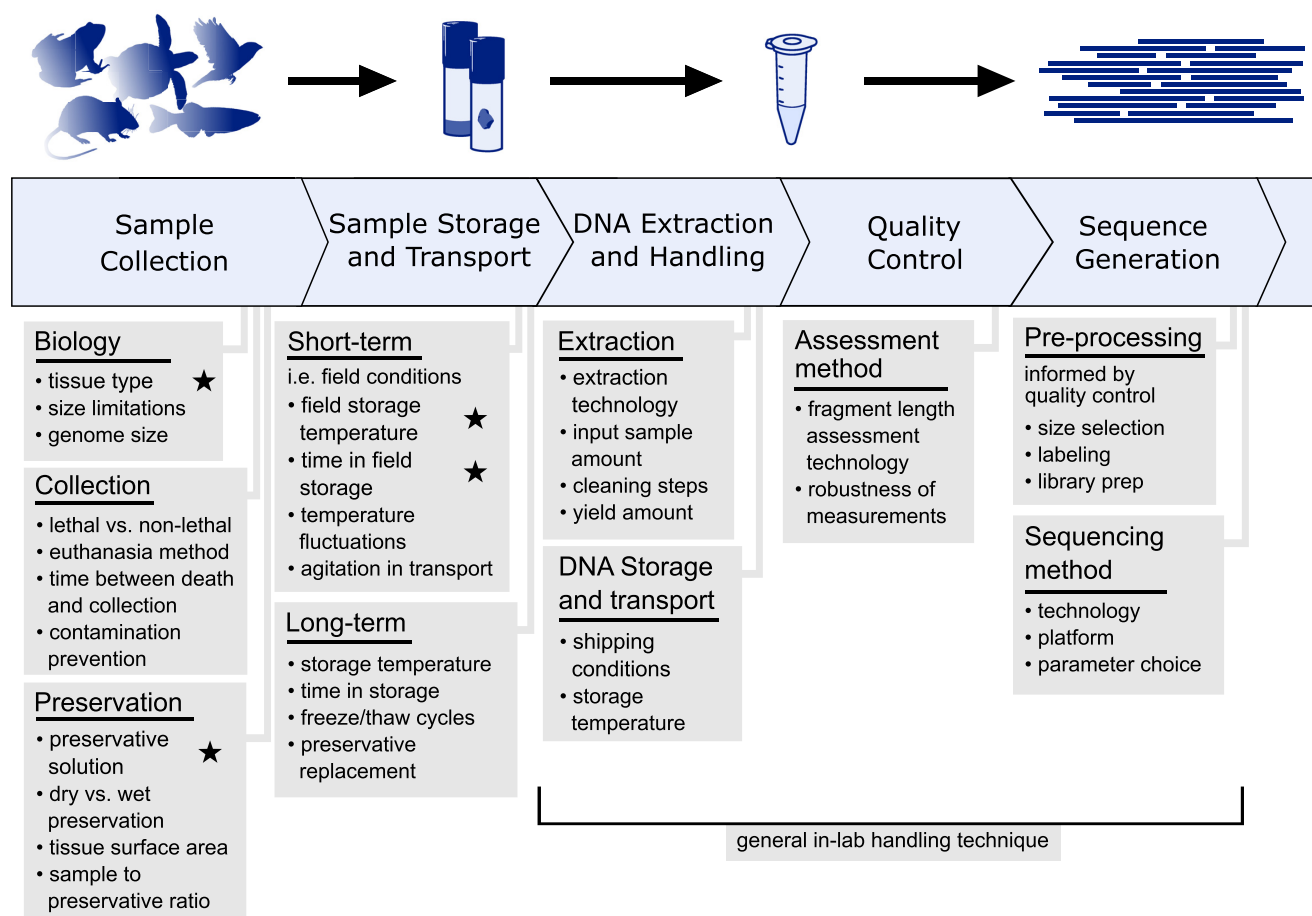 Sample
Collection
Sample Storage
and Transport
DNA Extraction
and Handling
Quality
Control
Sequence
Generation
Biology
• tissue type ★
• size limitations
• genome size
Collection
• lethal vs. non-lethal
• euthanasia method
• time between death
and collection
• contamination
prevention
Preservation
• preservative ★
solution
• dry vs. wet
preservation
• tissue surface area
• sample to
preservative ratio
Short-term
i.e. field conditions
• field storage ★
temperature
• time in field ★
storage
• temperature
fluctuations
• agitation in transport
Long-term
• storage temperature
• time in storage
• freeze/thaw cycles
• preservative
replacement
Extraction
• extraction
technology
• input sample
amount
• cleaning steps
• yield amount
DNA Storage
and transport
• shipping
conditions
• storage
temperature
Assessment
method
• fragment length
assessment
technology
• robustness of
measurements
Pre-processing
informed by
quality control
• size selection
• labeling
• library prep
Sequencing
method
• technology
• platform
• parameter choice
general in-lab handling technique